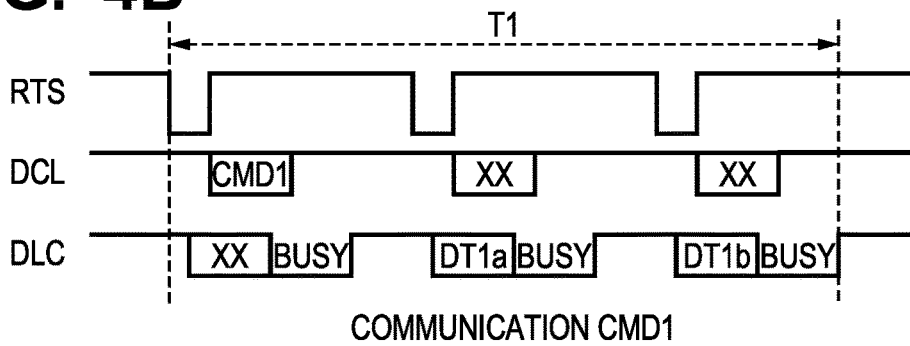 T1
RTS
DCL CMD1 XX XX
DLC XX BUSY DT1a BUSY DT1b BUSY
COMMUNICATION CMD1